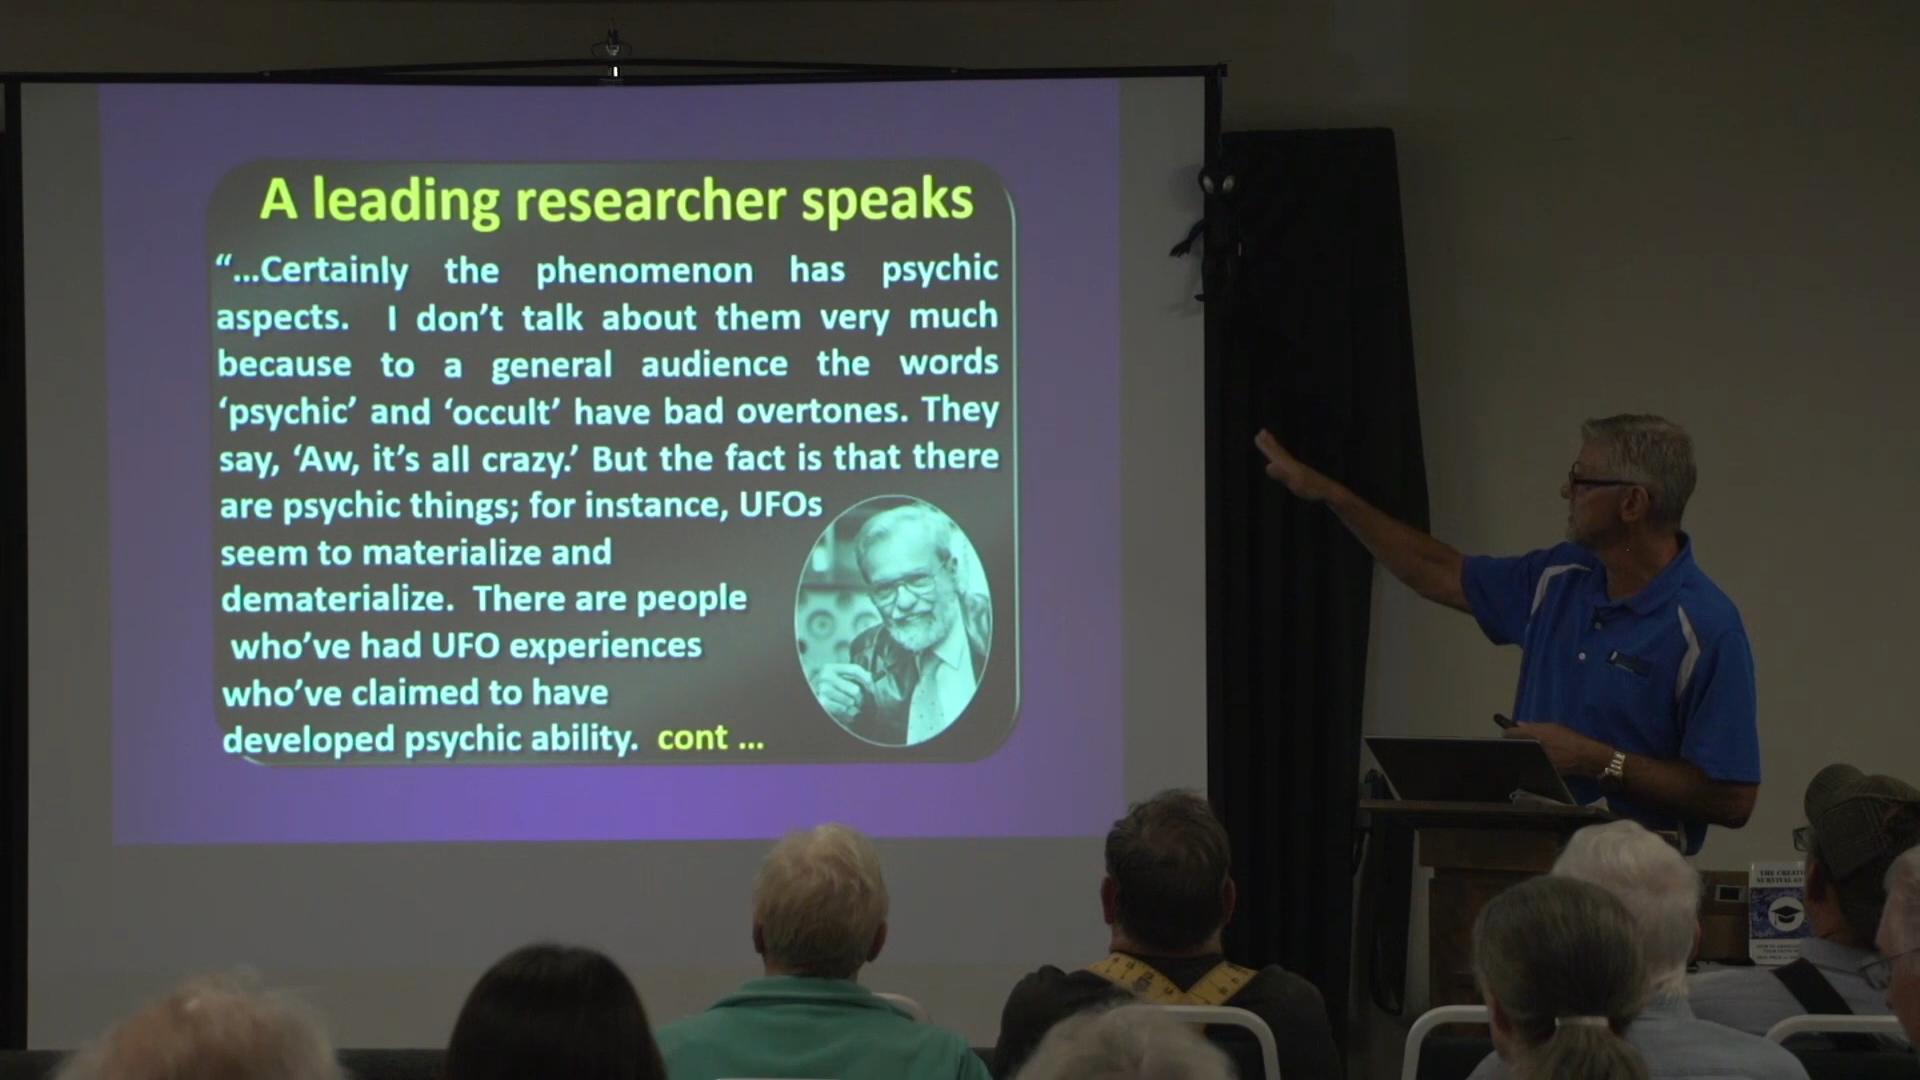 A leading researcher speaks
“...Certainly the phenomenon has psychic
aspects. I don’t talk about them very much
because to a general audience the words
‘psychic’ and ‘occult’ have bad overtones. They
say, ‘Aw, it’s all crazy.’ But the fact is that there
are psychic things; for instance, UFOs
seem to materialize and
dematerialize. There are people
who’ve had UFO experiences
who’ve claimed to have
developed psychic ability. cont ...
THE
SURVIVAL